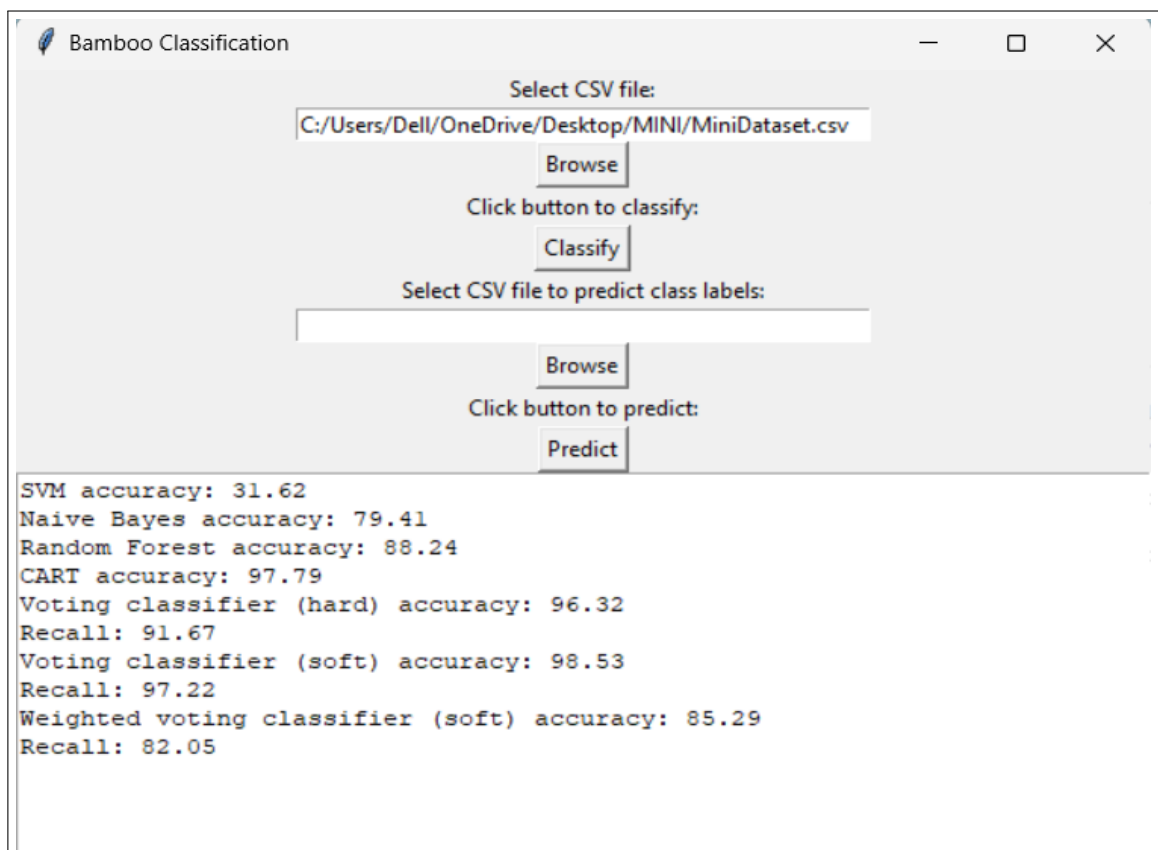 Bamboo Classification
Select CSV file:
C:/Users/Dell/OneDrive/Desktop/MINI/MiniDataset.csv
Browse
Click button to classify:
Classify
Select CSV file to predict class labels:
Browse
Click button to predict:
Predict
SVM accuracy: 31.62
Naive Bayes accuracy: 79.41
Random Forest accuracy: 88.24
CART accuracy: 97.79
Voting classifier (hard) accuracy: 96.32
Recall: 91.67
Voting classifier (soft) accuracy: 98.53
Recall: 97.22
Weighted voting classifier (soft) accuracy: 85.29
Recall: 82.05